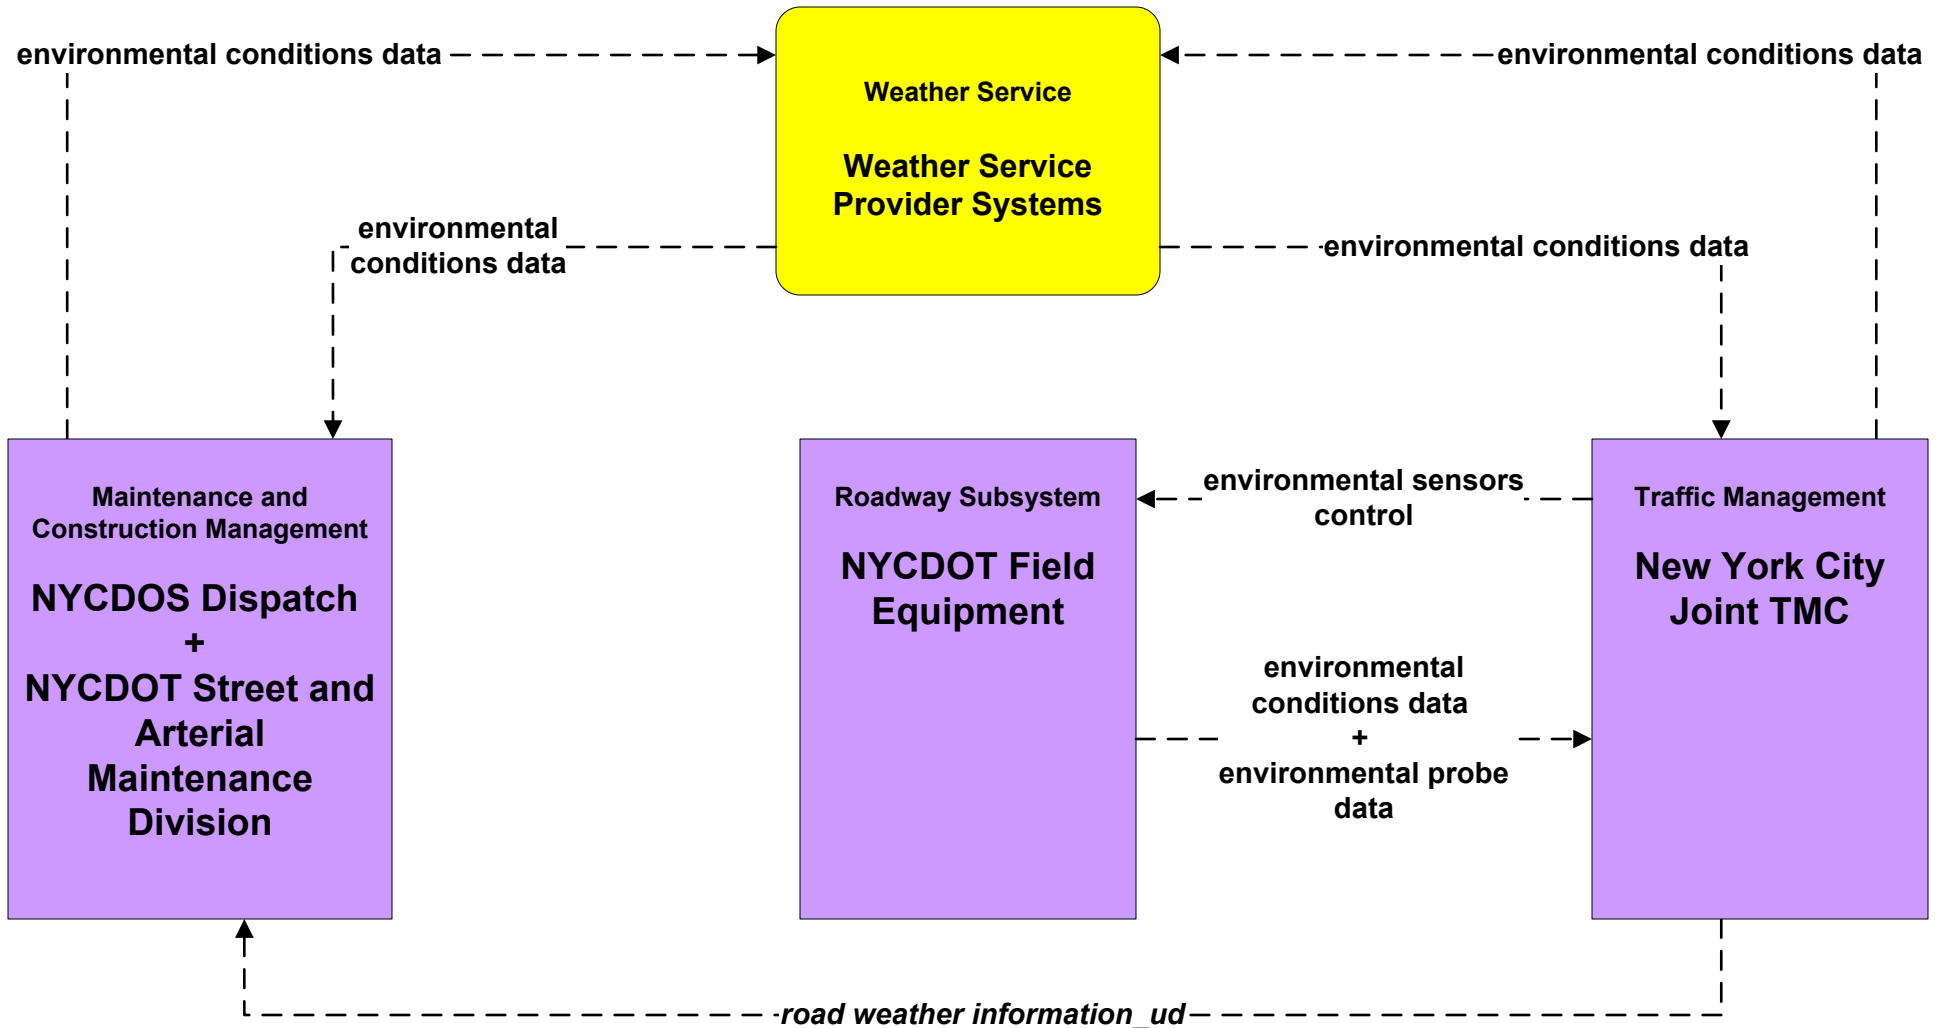 environmental conditions data
environmental conditions data
Weather Service
Weather Service
Provider Systems
environmental
conditions data
environmental conditions data
Maintenance and
Construction Management
NYCDOS Dispatch
+
NYCDOT Street and
Arterial
Maintenance
Division
Roadway Subsystem
NYCDOT Field
Equipment
environmental sensors
control
environmental
conditions data
+
environmental probe
data
Traffic Management
New York City
Joint TMC
road weather information_ud